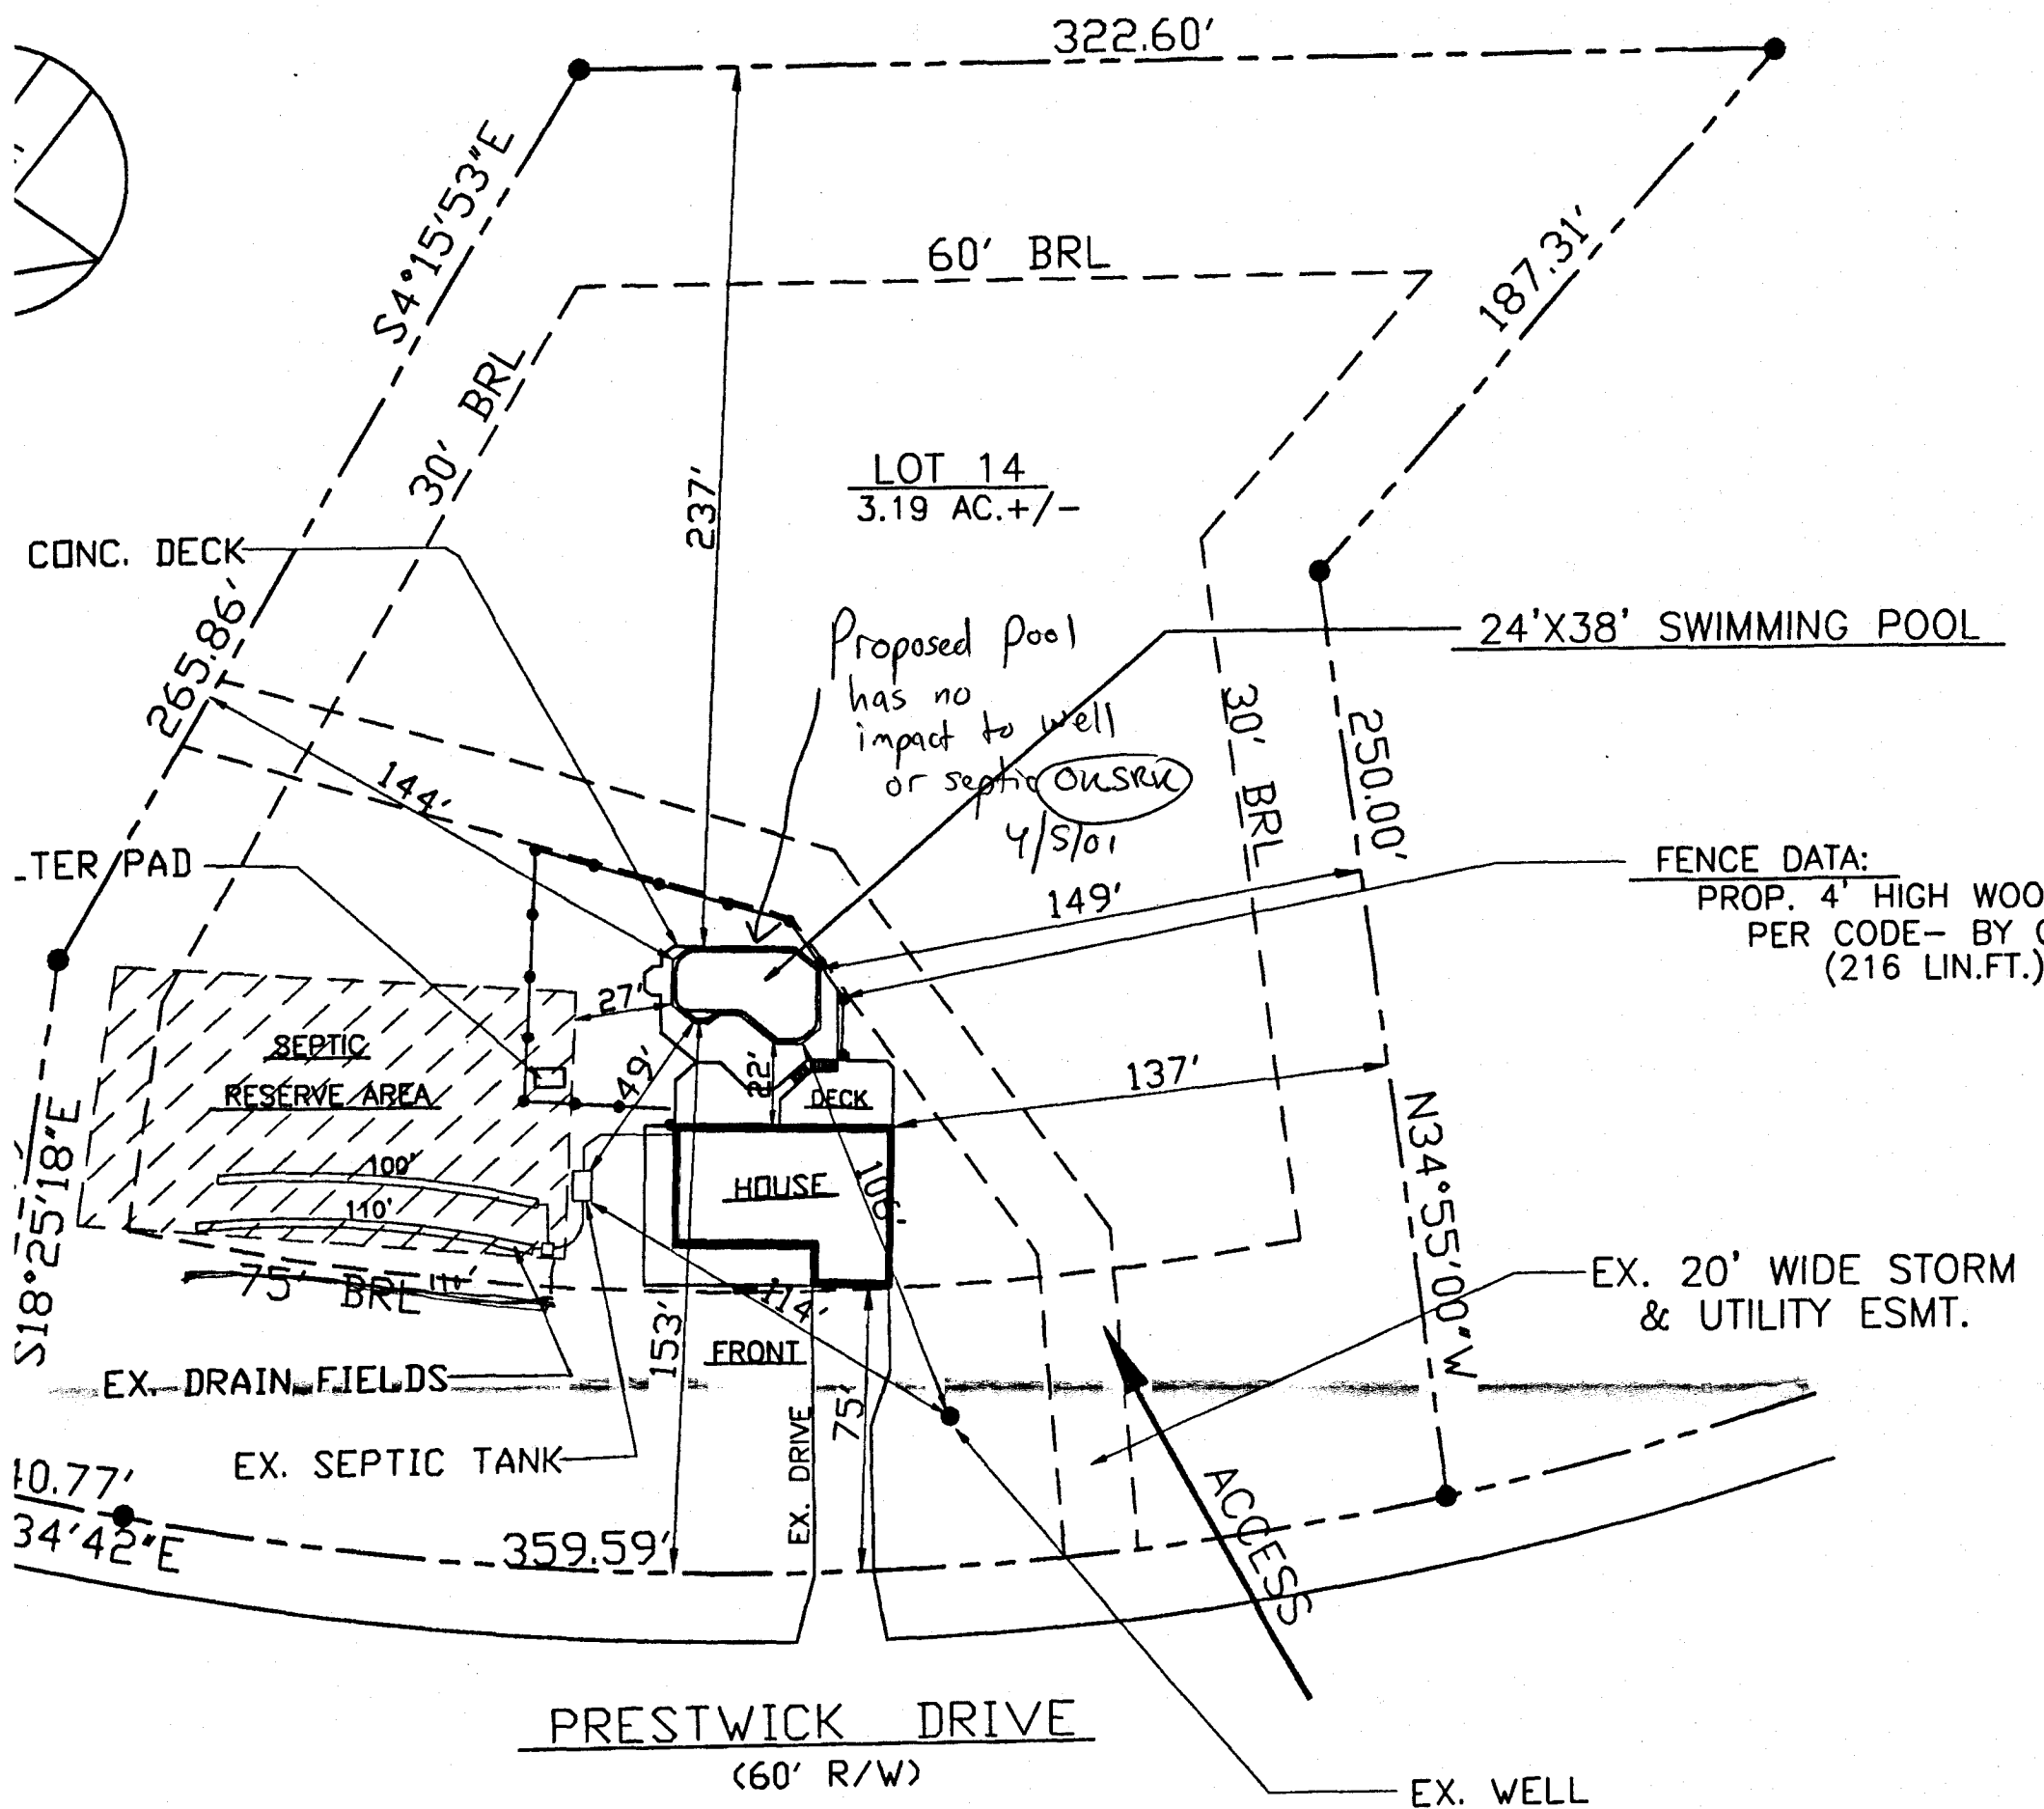 322.60'
S4°15'53"E
60' BRL
187.31'
30' BRL
237'
LOT 14
3.19 AC.+/-
CONC. DECK
265.86'
Proposed pool
has no
impact to well
or septic OKSRK
4/5/01
24'X38' SWIMMING POOL
30' BRL
250.00'
144'
TER PAD
149'
FENCE DATA:
PROP. 4' HIGH WOO
PER CODE- BY
(216 LIN.FT.)
27'
SEPTIC
RESERVE AREA
49'
22'
DECK
137'
S18°25'18"E
N34°55'00"W
100'
HOUSE
106'
110'
75' BRL
110'
174'
EX. 20' WIDE STORM
& UTILITY ESMT.
153'
FRONT
75'
EX. DRAIN FIELDS
EX. DRIVE
EX. SEPTIC TANK
ACCESS
40.77'
34'42"E
359.59'
PRESTWICK DRIVE
(60' R/W)
EX. WELL